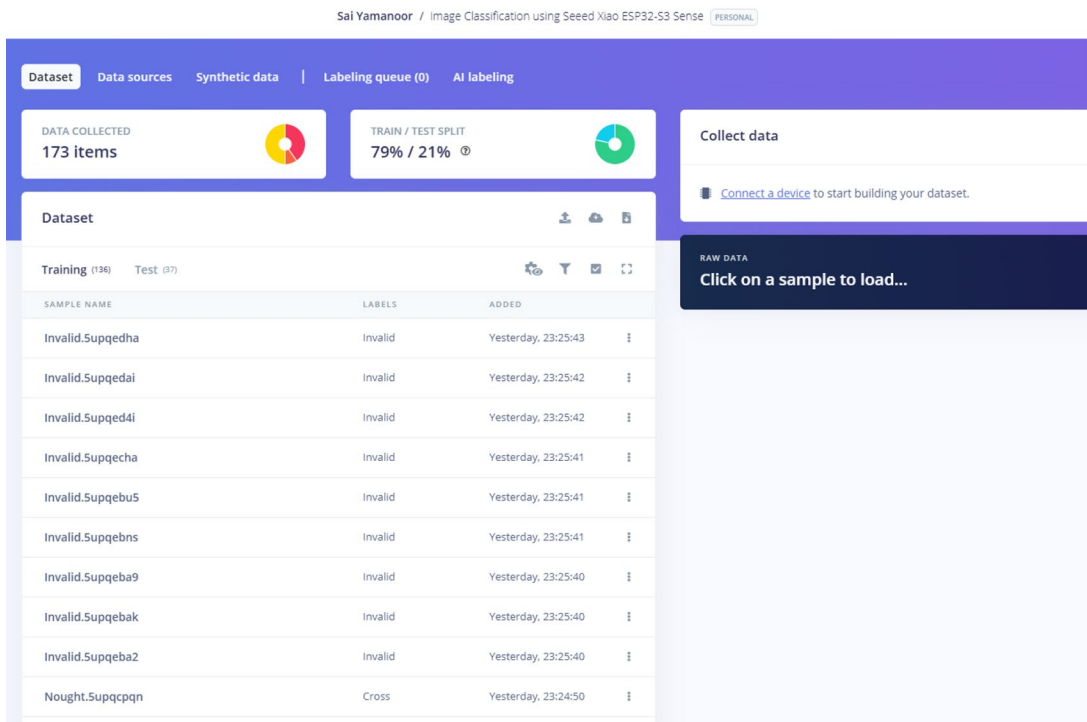 Sai Yamanoor / Image Classification using Seeed Xiao ESP32-S3 Sense PERSONAL
Dataset Data sources Synthetic data | Labeling queue (0) AI labeling
DATA COLLECTED
173 items
TRAIN / TEST SPLIT
79% / 21%
Collect data
Connect a device to start building your dataset.
RAW DATA
Click on a sample to load...
Dataset
Training (136) Test (37)
SAMPLE NAME LABELS ADDED
Invalid.5upqedha Invalid Yesterday, 23:25:43
Invalid.5upqedai Invalid Yesterday, 23:25:42
Invalid.5upqed4i Invalid Yesterday, 23:25:42
Invalid.5upqecha Invalid Yesterday, 23:25:41
Invalid.5upqebu5 Invalid Yesterday, 23:25:41
Invalid.5upqebns Invalid Yesterday, 23:25:41
Invalid.5upqeba9 Invalid Yesterday, 23:25:40
Invalid.5upqebak Invalid Yesterday, 23:25:40
Invalid.5upqeba2 Invalid Yesterday, 23:25:40
Nought.5upqcpqn Cross Yesterday, 23:24:50